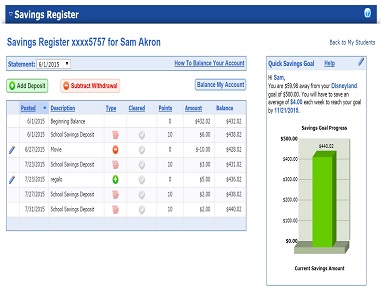 Savings Register
Savings Register xxxx5757 for Sam Akron
Back to My Students
Statement: 6/1/2015
How To Balance Your Account
Add Deposit
Subtract Withdrawal
Balance My Account
Posted Description Type Cleared Points Amount Balance
6/1/2015 Beginning Balance 0 $432.02 $432.02
6/1/2015 School Savings Deposit 10 $6.00 $438.02
6/27/2015 Movie 0 $-10.00 $428.02
7/23/2015 School Savings Deposit 10 $3.00 $431.02
7/23/2015 regalo 0 $5.00 $436.02
7/27/2015 School Savings Deposit 10 $2.00 $438.02
7/31/2015 School Savings Deposit 10 $2.00 $440.02
Quick Savings Goal Help
Hi Sam,
You are $59.98 away from your Disneyland
goal of $500.00. You will have to save an
average of $4.00 each week to reach your goal
by 11/21/2015.
Savings Goal Progress
$500.00
$440.02
$400.00
$300.00
$200.00
$100.00
$0.00
Current Savings Amount